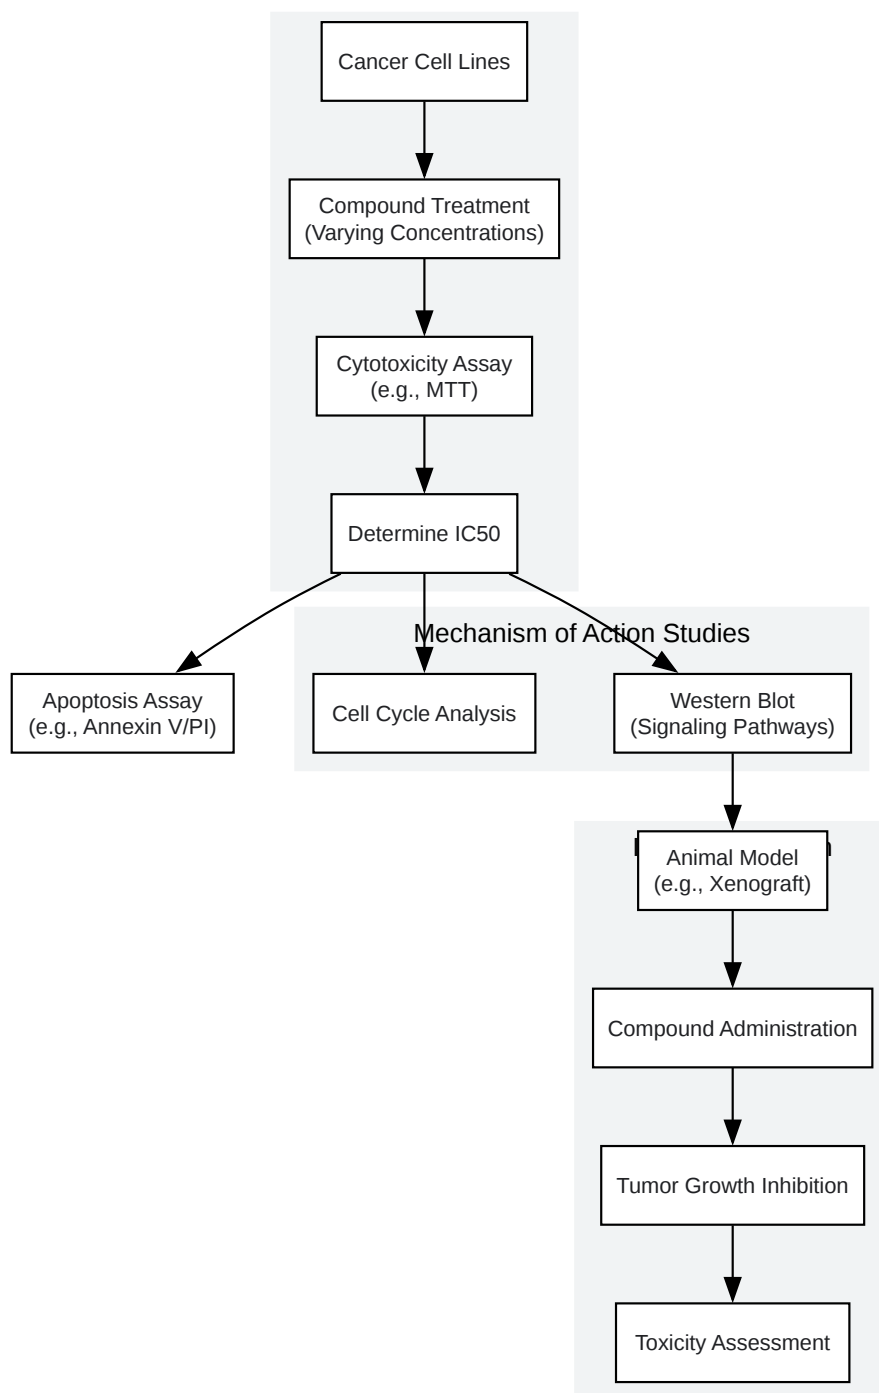 Cancer Cell Lines
Compound Treatment
(Varying Concentrations)
Cytotoxicity Assay
(e.g., MTT)
Determine IC50
Mechanism of Action Studies
Apoptosis Assay
(e.g., Annexin V/PI)
Cell Cycle Analysis
Western Blot
(Signaling Pathways)
Animal Model
(e.g., Xenograft)
Compound Administration
Tumor Growth Inhibition
Toxicity Assessment